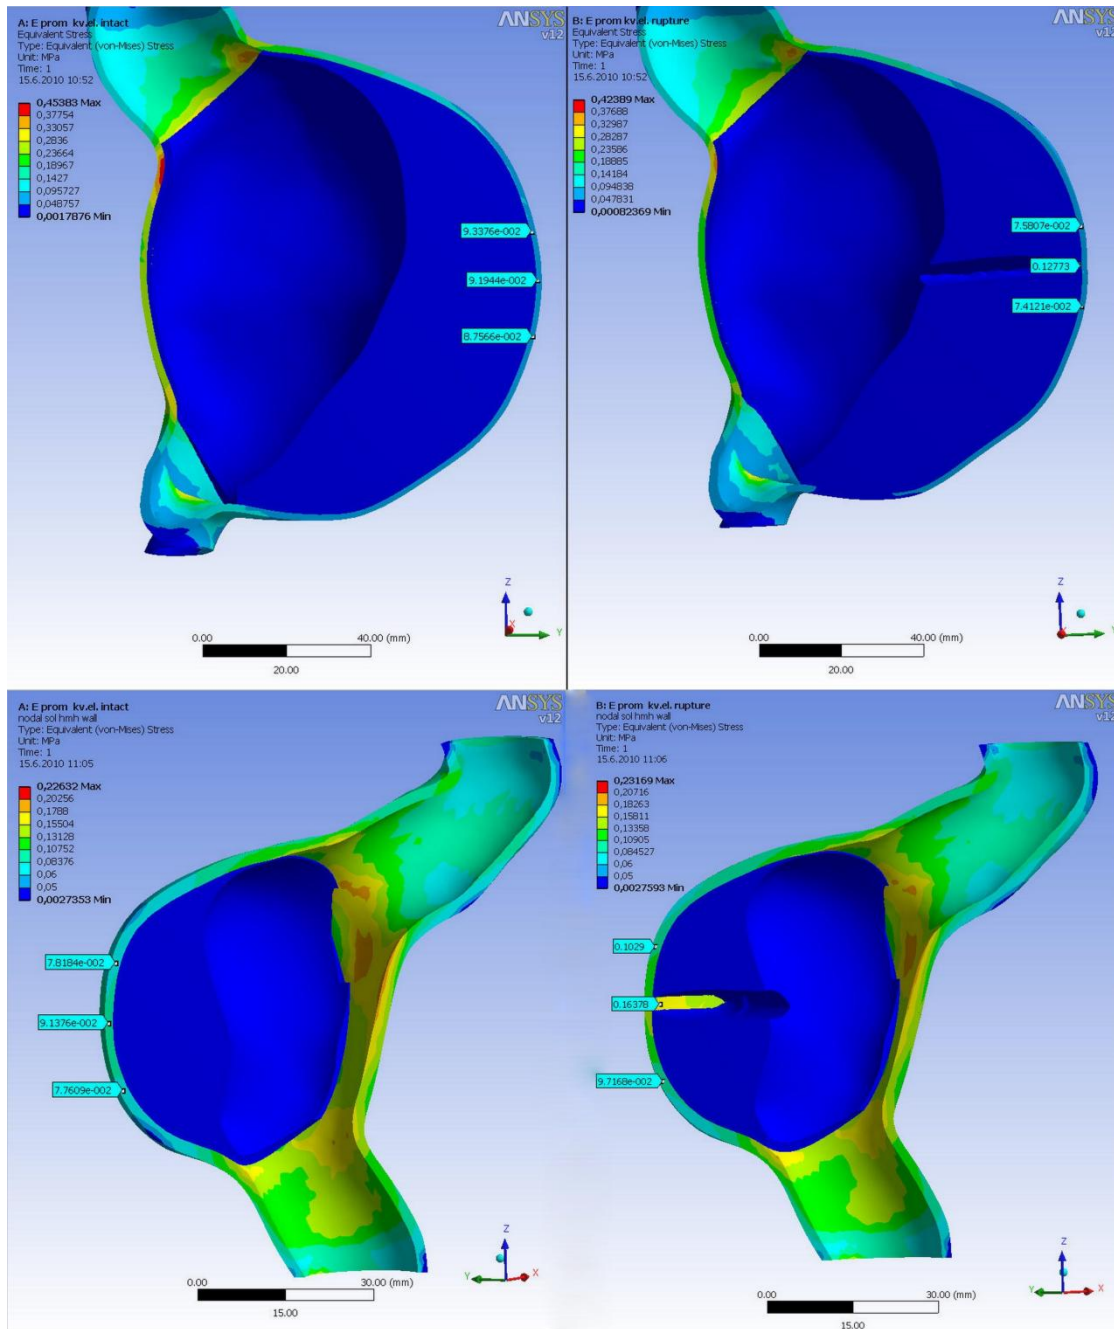 A: E prom kv.el. intact
Equivalent Stress
Type: Equivalent (von-Mises) Stress
Unit: MPa
Time: 1
15.6.2010 10:52
0,45383 Max
0,37754
0,33057
0,2836
0,23664
0,18967
0,1427
0,095727
0,048757
0,0017876 Min
ANSYS
v12
9.3376e-002
9.1944e-002
8.7566e-002
Z
X
Y
0.00
40.00 (mm)
20.00
B: E prom kv.el. rupture
Equivalent Stress
Type: Equivalent (von-Mises) Stress
Unit: MPa
Time: 1
15.6.2010 10:52
0,42389 Max
0,37688
0,32987
0,28287
0,23586
0,18885
0,14184
0,094838
0,047831
0,00082369 Min
ANSYS
v12
7.5807e-002
0.12773
7.4121e-002
Z
X
Y
0.00
40.00 (mm)
20.00
A: E prom kv.el. intact
nodal sol hmh wall
Type: Equivalent (von-Mises) Stress
Unit: MPa
Time: 1
15.6.2010 11:05
0,22632 Max
0,20256
0,1788
0,15504
0,13128
0,10752
0,08376
0,06
0,05
0,0027353 Min
ANSYS
v12
7.8184e-002
9.1376e-002
7.7609e-002
Z
Y
X
0.00
30.00 (mm)
15.00
B: E prom kv.el. rupture
nodal sol hmh wall
Type: Equivalent (von-Mises) Stress
Unit: MPa
Time: 1
15.6.2010 11:06
0,23169 Max
0,20716
0,18263
0,15811
0,13358
0,10905
0,084527
0,06
0,05
0,0027593 Min
ANSYS
v12
0.1029
0.16378
9.7168e-002
Z
Y
X
0.00
30.00 (mm)
15.00